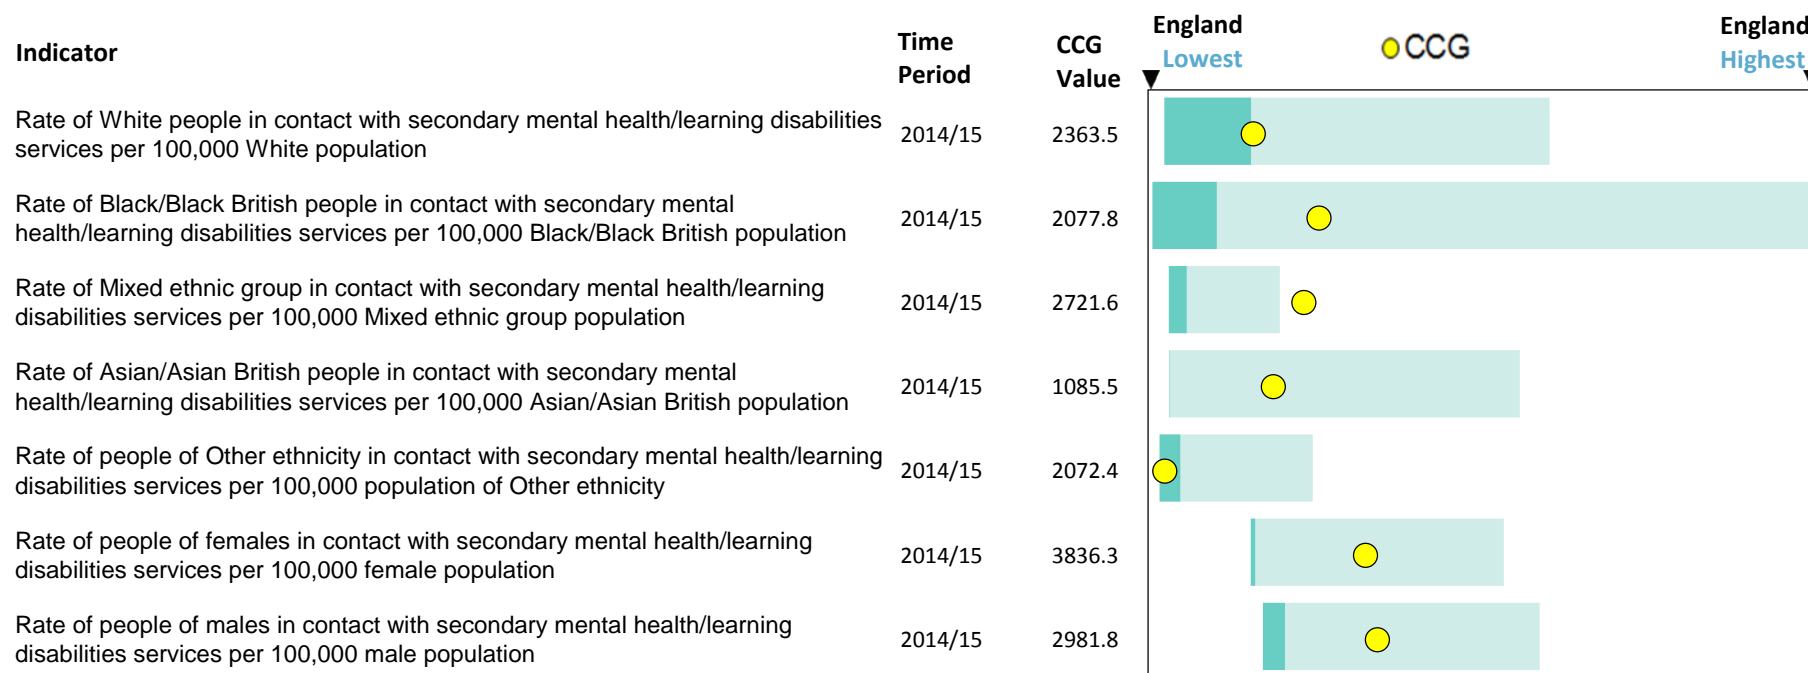 Indicator
Time
Period
CCG
Value
England
Lowest
CCG
England
Highest
Rate of White people in contact with secondary mental health/learning disabilities
services per 100,000 White population
2014/15
2363.5
Rate of Black/Black British people in contact with secondary mental
health/learning disabilities services per 100,000 Black/Black British population
2014/15
2077.8
Rate of Mixed ethnic group in contact with secondary mental health/learning
disabilities services per 100,000 Mixed ethnic group population
2014/15
2721.6
Rate of Asian/Asian British people in contact with secondary mental
health/learning disabilities services per 100,000 Asian/Asian British population
2014/15
1085.5
Rate of people of Other ethnicity in contact with secondary mental health/learning
disabilities services per 100,000 population of Other ethnicity
2014/15
2072.4
Rate of people of females in contact with secondary mental health/learning
disabilities services per 100,000 female population
2014/15
3836.3
Rate of people of males in contact with secondary mental health/learning
disabilities services per 100,000 male population
2014/15
2981.8